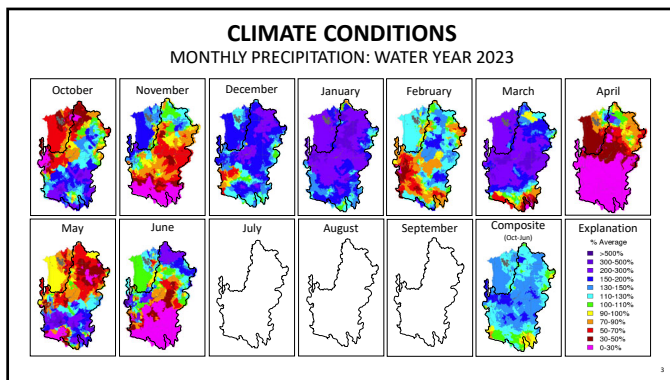 CLIMATE CONDITIONS
MONTHLY PRECIPITATION: WATER YEAR 2023
October
November
December
January
February
March
April
May
June
July
August
September
Composite
(Oct-Jun)
Explanation
% Average
>500%
300-500%
200-300%
150-200%
130-150%
110-130%
100-110%
90-100%
70-90%
50-70%
30-50%
0-30%
3